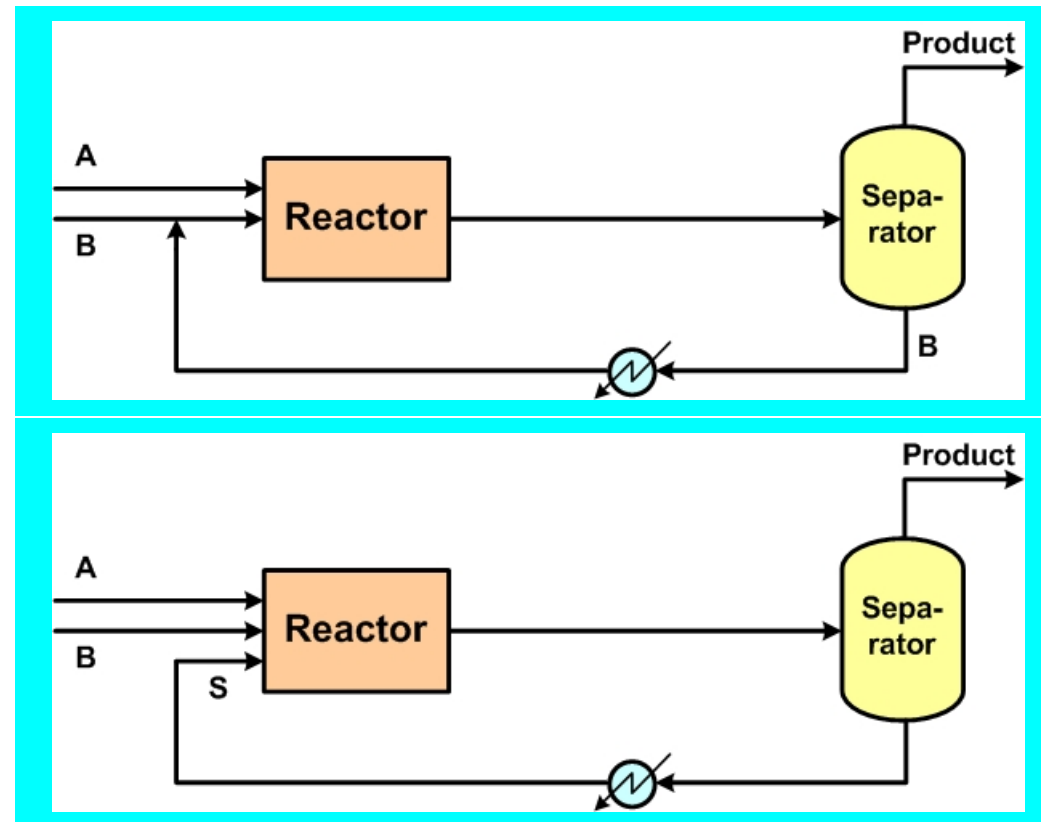 Product
A
Reactor
Sepa-
rator
B
B
Product
A
Reactor
Sepa-
rator
B
S